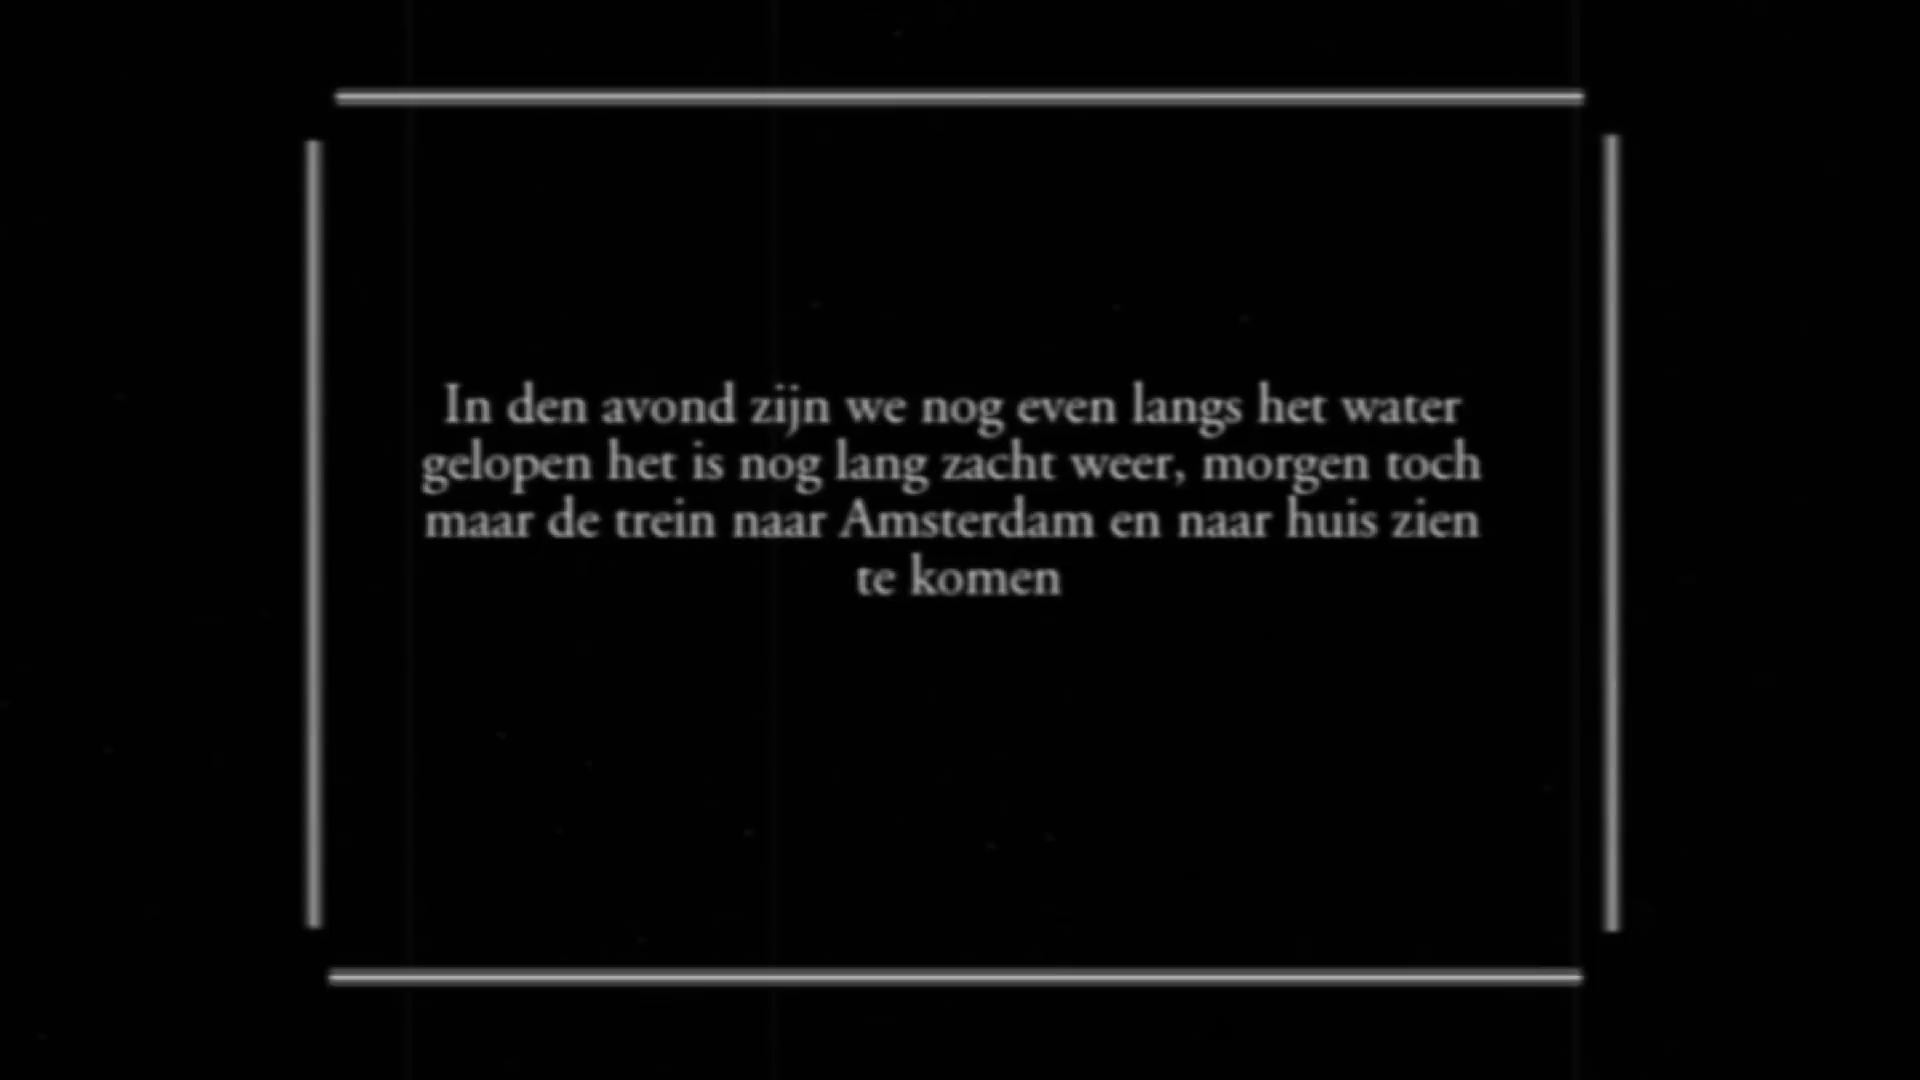 In den avond zijn we nog even langs het water
gelopen het is nog lang zacht weer, morgen toch
maar de trein naar Amsterdam en naar huis zien
te komen